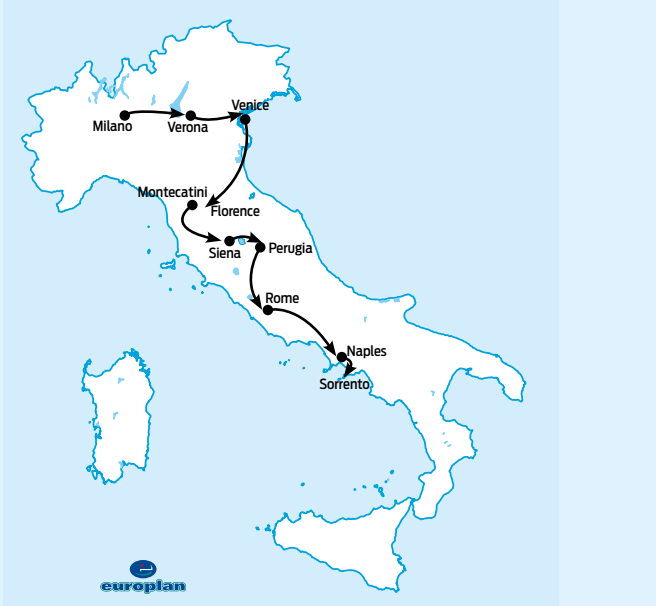 Venice
Milano
Verona
Montecatini
Florence
Siena
Perugia
Rome
Naples
Sorrento
europlan